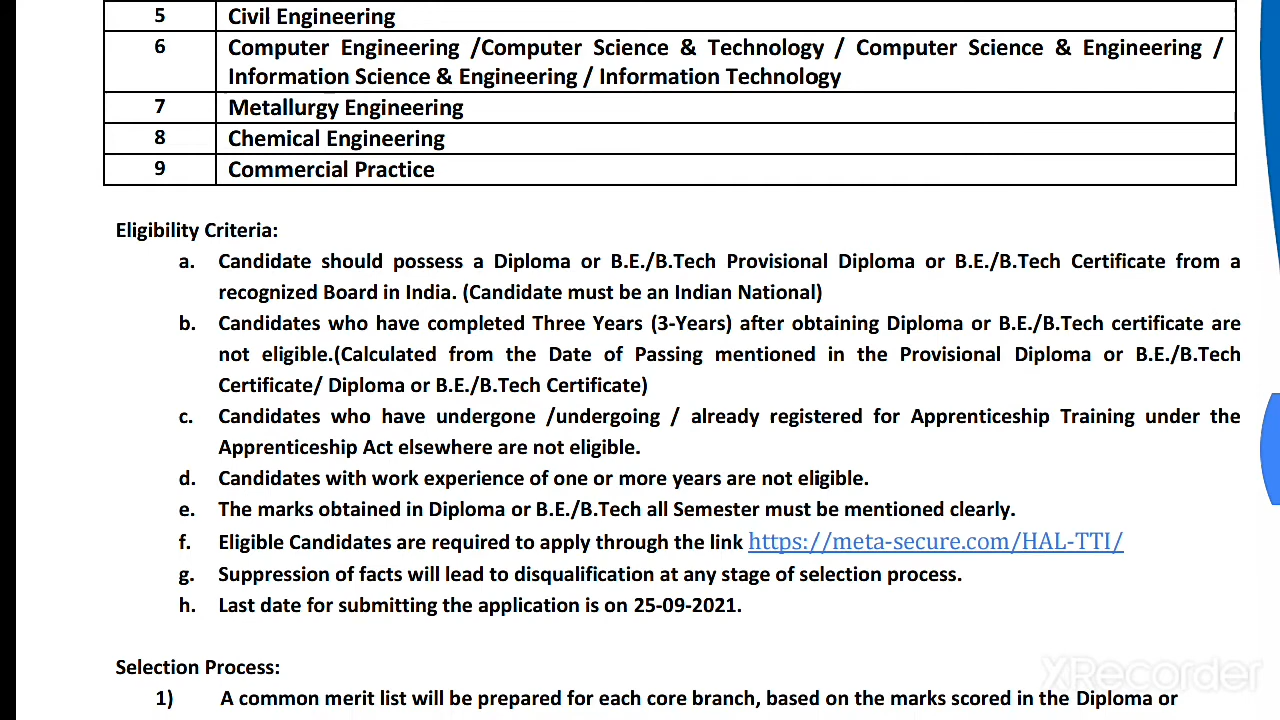 5 Civil Engineering
6 Computer Engineering /Computer Science & Technology / Computer Science & Engineering /
Information Science & Engineering / Information Technology
7 Metallurgy Engineering
8 Chemical Engineering
9 Commercial Practice
Eligibility Criteria:
a. Candidate should possess a Diploma or B.E./B.Tech Provisional Diploma or B.E./B.Tech Certificate from a
recognized Board in India. (Candidate must be an Indian National)
b. Candidates who have completed Three Years (3-Years) after obtaining Diploma or B.E./B.Tech certificate are
not eligible.(Calculated from the Date of Passing mentioned in the Provisional Diploma or B.E./B.Tech
Certificate/ Diploma or B.E./B.Tech Certificate)
c. Candidates who have undergone /undergoing / already registered for Apprenticeship Training under the
Apprenticeship Act elsewhere are not eligible.
d. Candidates with work experience of one or more years are not eligible.
e. The marks obtained in Diploma or B.E./B.Tech all Semester must be mentioned clearly.
f. Eligible Candidates are required to apply through the link https://meta-secure.com/HAL-TTI/
g. Suppression of facts will lead to disqualification at any stage of selection process.
h. Last date for submitting the application is on 25-09-2021.
Selection Process:
1) A common merit list will be prepared for each core branch, based on the marks scored in the Diploma or
XRecorder